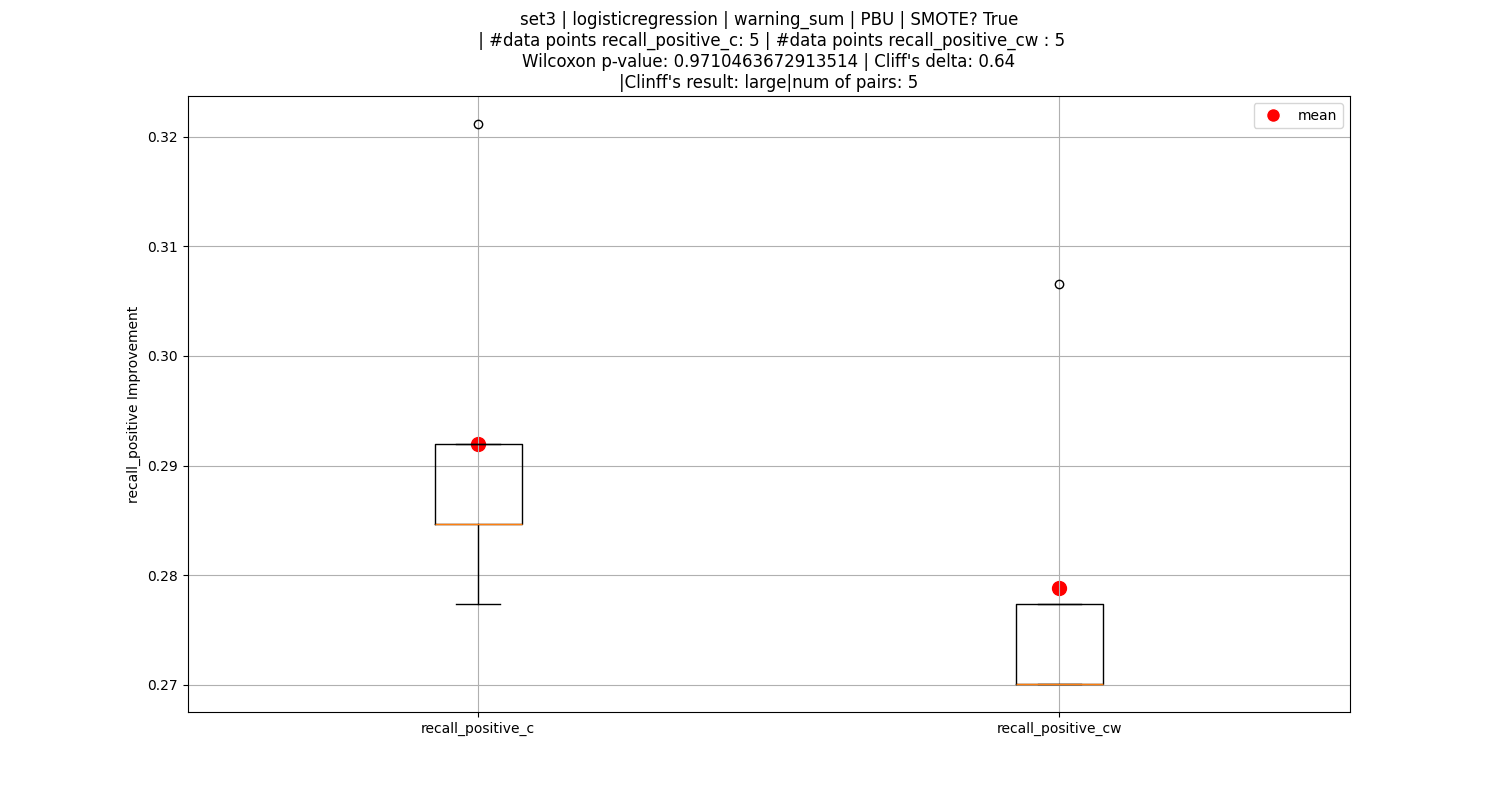 set3 | logisticregression | warning_sum | PBU | SMOTE? True
| #data points recall_positive_c: 5 | #data points recall_positive_cw : 5
Wilcoxon p-value: 0.9710463672913514 | Cliff's delta: 0.64
|Clinff's result: large|num of pairs: 5
mean
recall_positive Improvement
0.32
0.31
0.30
0.29
0.28
0.27
recall_positive_c
recall_positive_cw